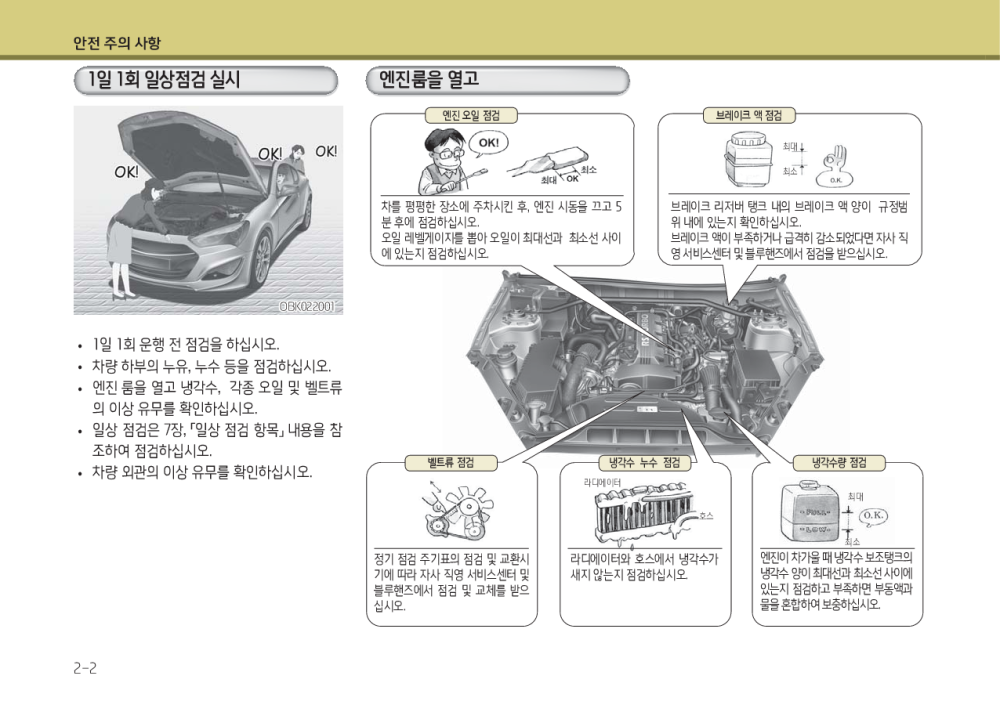 안전 주의 사항
1일 1회 일상점검 실시
OK!
OK!
OK!
OBK022001
• 1일 1회 운행 전 점검을 하십시오.
• 차량 하부의 누유, 누수 등을 점검하십시오.
• 엔진 룸을 열고 냉각수, 각종 오일 및 벨트류
의 이상 유무를 확인하십시오.
• 일상 점검은 7장, 「일상 점검 항목」 내용을 참
조하여 점검하십시오.
• 차량 외관의 이상 유무를 확인하십시오.
엔진룸을 열고
엔진 오일 점검
OK!
최소
최대 OK
차를 평평한 장소에 주차시킨 후, 엔진 시동을 끄고 5
분 후에 점검하십시오.
오일 레벨게이지를 뽑아 오일이 최대선과 최소선 사이
에 있는지 점검하십시오.
브레이크 액 점검
최대
최소
O.K.
브레이크 리저버 탱크 내의 브레이크 액 양이 규정범
위 내에 있는지 확인하십시오.
브레이크 액이 부족하거나 급격히 감소되었다면 자사 직
영 서비스센터 및 블루핸즈에서 점검을 받으십시오.
벨트류 점검
정기 점검 주기표의 점검 및 교환시
기에 따라 자사 직영 서비스센터 및
블루핸즈에서 점검 및 교체를 받으
십시오.
냉각수 누수 점검
라디에이터
호스
라디에이터와 호스에서 냉각수가
새지 않는지 점검하십시오.
냉각수량 점검
최대
FULL
O.K.
LOW
최소
엔진이 차가울 때 냉각수 보조탱크의
냉각수 양이 최대선과 최소선 사이에
있는지 점검하고 부족하면 부동액과
물을 혼합하여 보충하십시오.
2-2